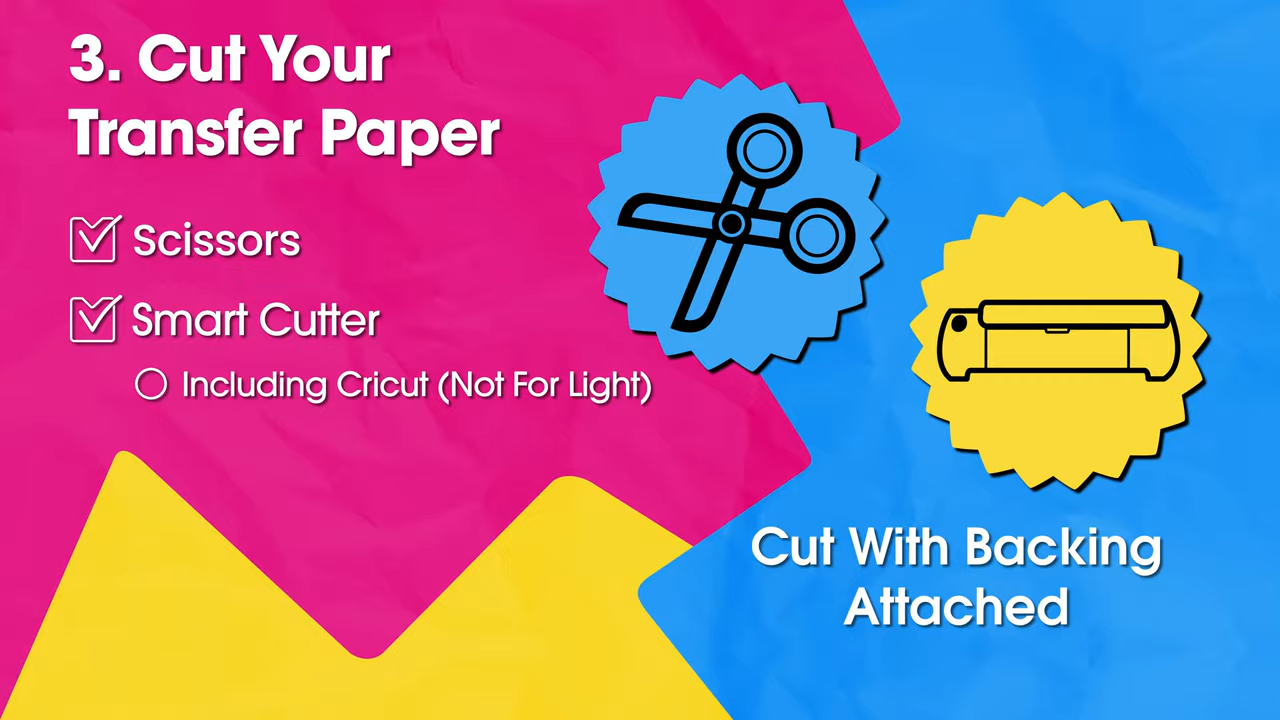 3. Cut Your
Transfer Paper
Scissors
Smart Cutter
Including Cricut (Not For Light)
Cut With Backing
Attached